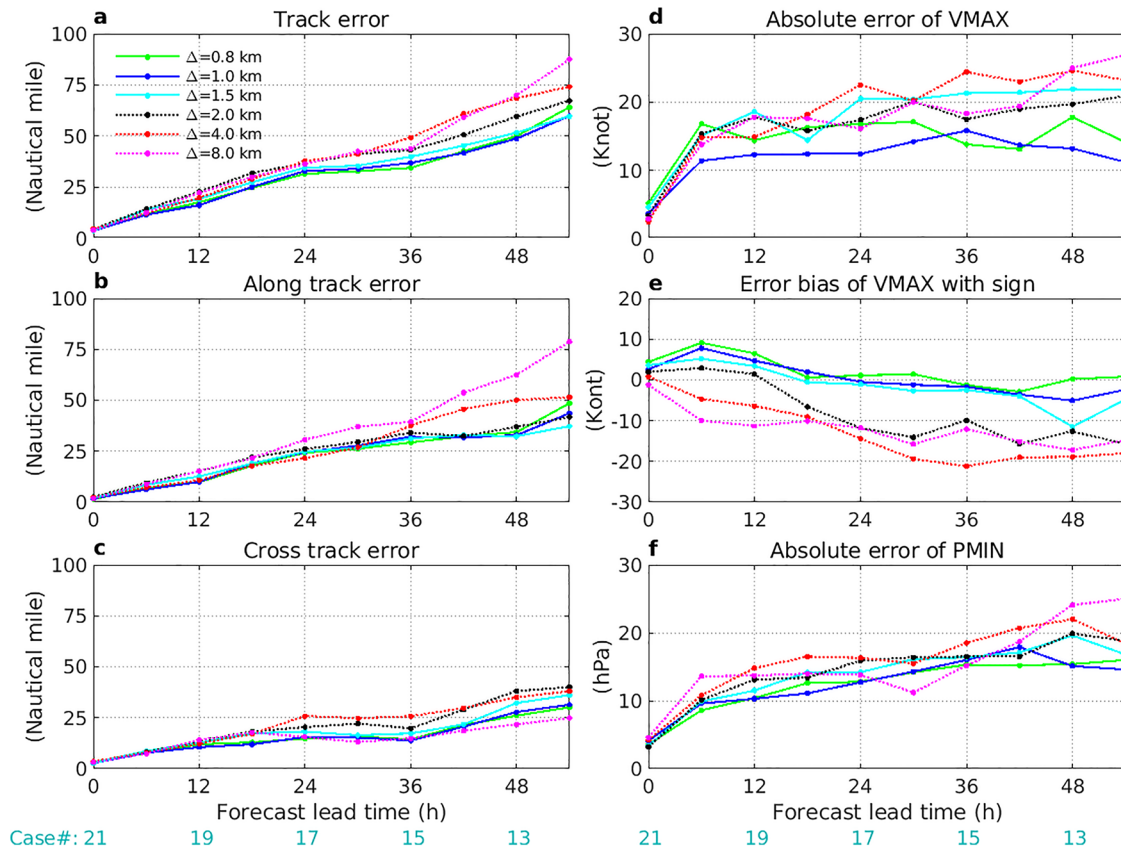 a
Track error
100
75
50
25
0
(Nautical mile)
Δ=0.8 km
Δ=1.0 km
Δ=1.5 km
Δ=2.0 km
Δ=4.0 km
Δ=8.0 km
0 12 24 36 48
b
Along track error
100
75
50
25
0
(Nautical mile)
0 12 24 36 48
c
Cross track error
100
75
50
25
0
(Nautical mile)
0 12 24 36 48
Forecast lead time (h)
Case#: 21 19 17 15 13
d
Absolute error of VMAX
30
20
10
0
(Knot)
0 12 24 36 48
e
Error bias of VMAX with sign
20
10
0
-10
-20
-30
(Kont)
0 12 24 36 48
f
Absolute error of PMIN
30
20
10
0
(hPa)
0 12 24 36 48
Forecast lead time (h)
21 19 17 15 13